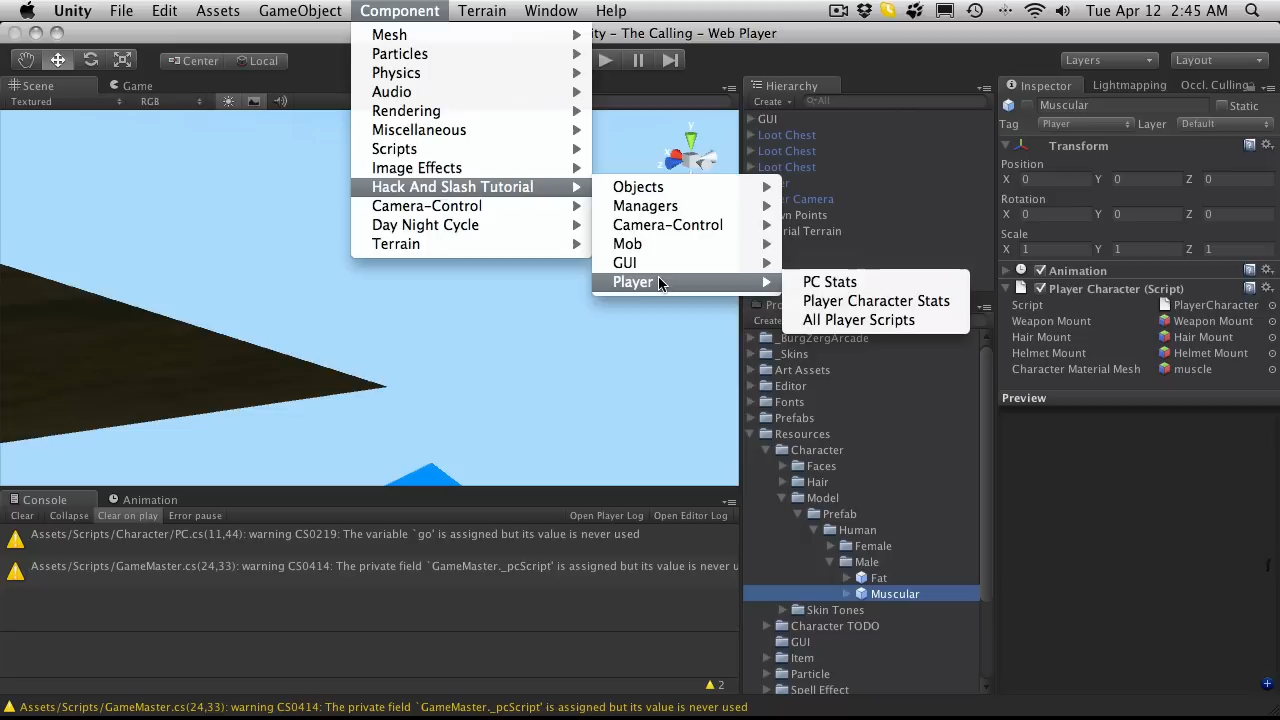 Unity File Edit Assets GameObject Component Terrain Window Help Tue Apr 12 2:45 AM
ity - The Calling - Web Player
Center Local Layers Layout
Scene Game
Textured RGB
Mesh
Particles
Physics
Audio
Rendering
Miscellaneous
Scripts
Image Effects
Hack And Slash Tutorial
Camera-Control
Day Night Cycle
Terrain
Objects
Managers
Camera-Control
Mob
GUI
Player
PC Stats
Player Character Stats
All Player Scripts
Hierarchy
Create All
GUI
Loot Chest
Loot Chest
Loot Chest
er
er Camera
wn Points
rial Terrain
Pro
Create
_BurgZergArcade
_Skins
Art Assets
Editor
Fonts
Prefabs
Resources
Character
Faces
Hair
Model
Prefab
Human
Female
Male
Fat
Muscular
Skin Tones
Character TODO
GUI
Item
Particle
Spell Effect
Inspector Lightmapping Occl. Culling
Muscular Static
Tag Player Layer Default
Transform
Position
X 0 Y 0 Z 0
Rotation
X 0 Y 0 Z 0
Scale
X 1 Y 1 Z 1
Animation
Player Character (Script)
Script PlayerCharacter
Weapon Mount Weapon Mount
Hair Mount Hair Mount
Helmet Mount Helmet Mount
Character Material Mesh muscle
Preview
Console Animation
Clear Collapse Clear on play Error pause Open Player Log Open Editor Log
Assets/Scripts/Character/PC.cs(11,44): warning CS0219: The variable `go' is assigned but its value is never used
Assets/Scripts/GameMaster.cs(24,33): warning CS0414: The private field `GameMaster._pcScript' is assigned but its value is never u
2
Assets/Scripts/GameMaster.cs(24,33): warning CS0414: The private field `GameMaster._pcScript' is assigned but its value is never used